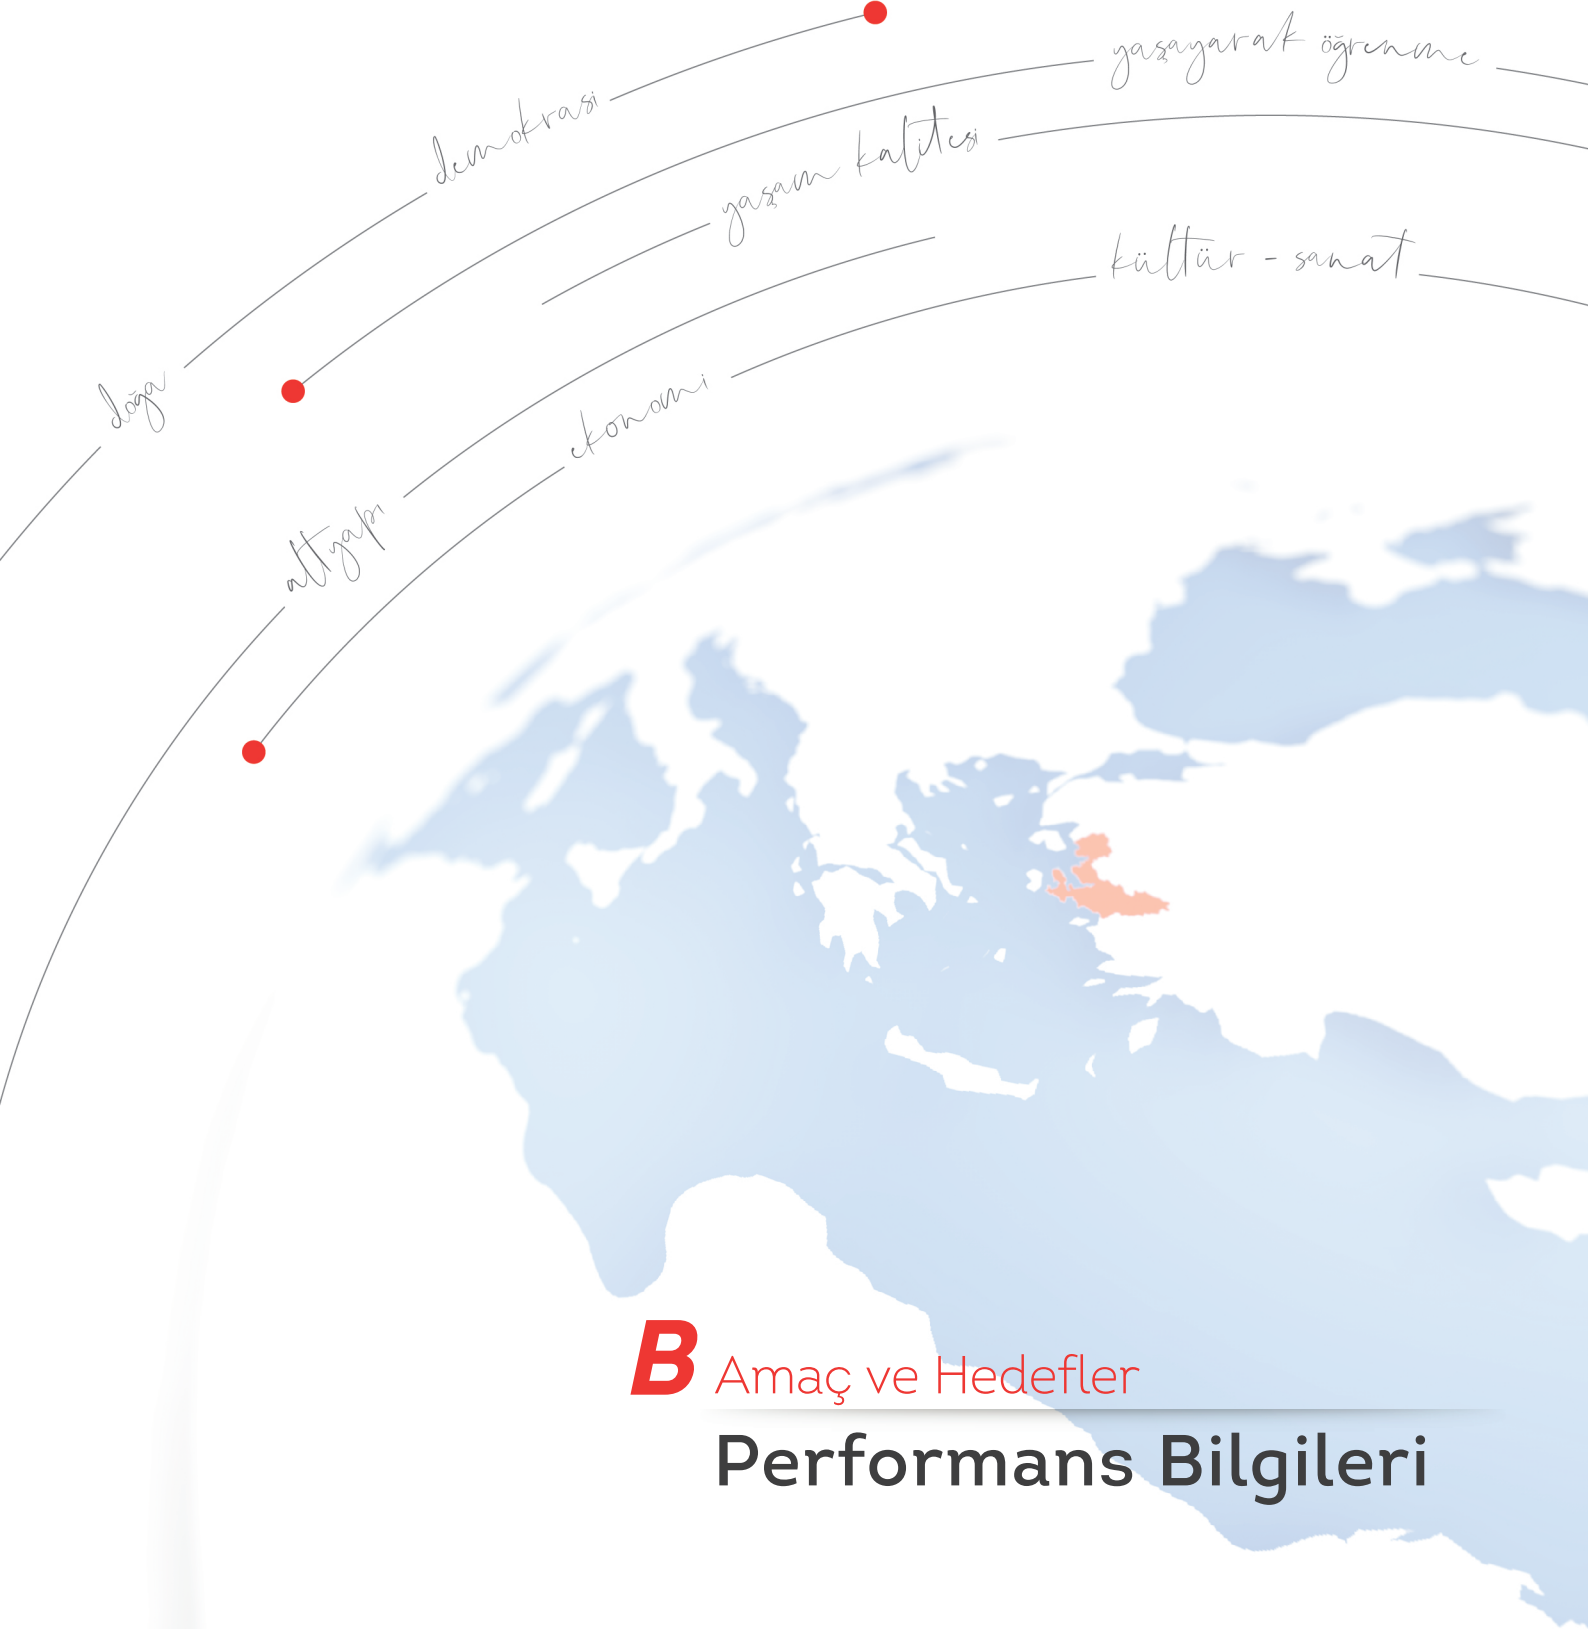 demokrasi
yaşayarak öğrenme
yaşam kalitesi
kültür - sanat
doğa
ekonomi
altyapı
B Amaç ve Hedefler
Performans Bilgileri